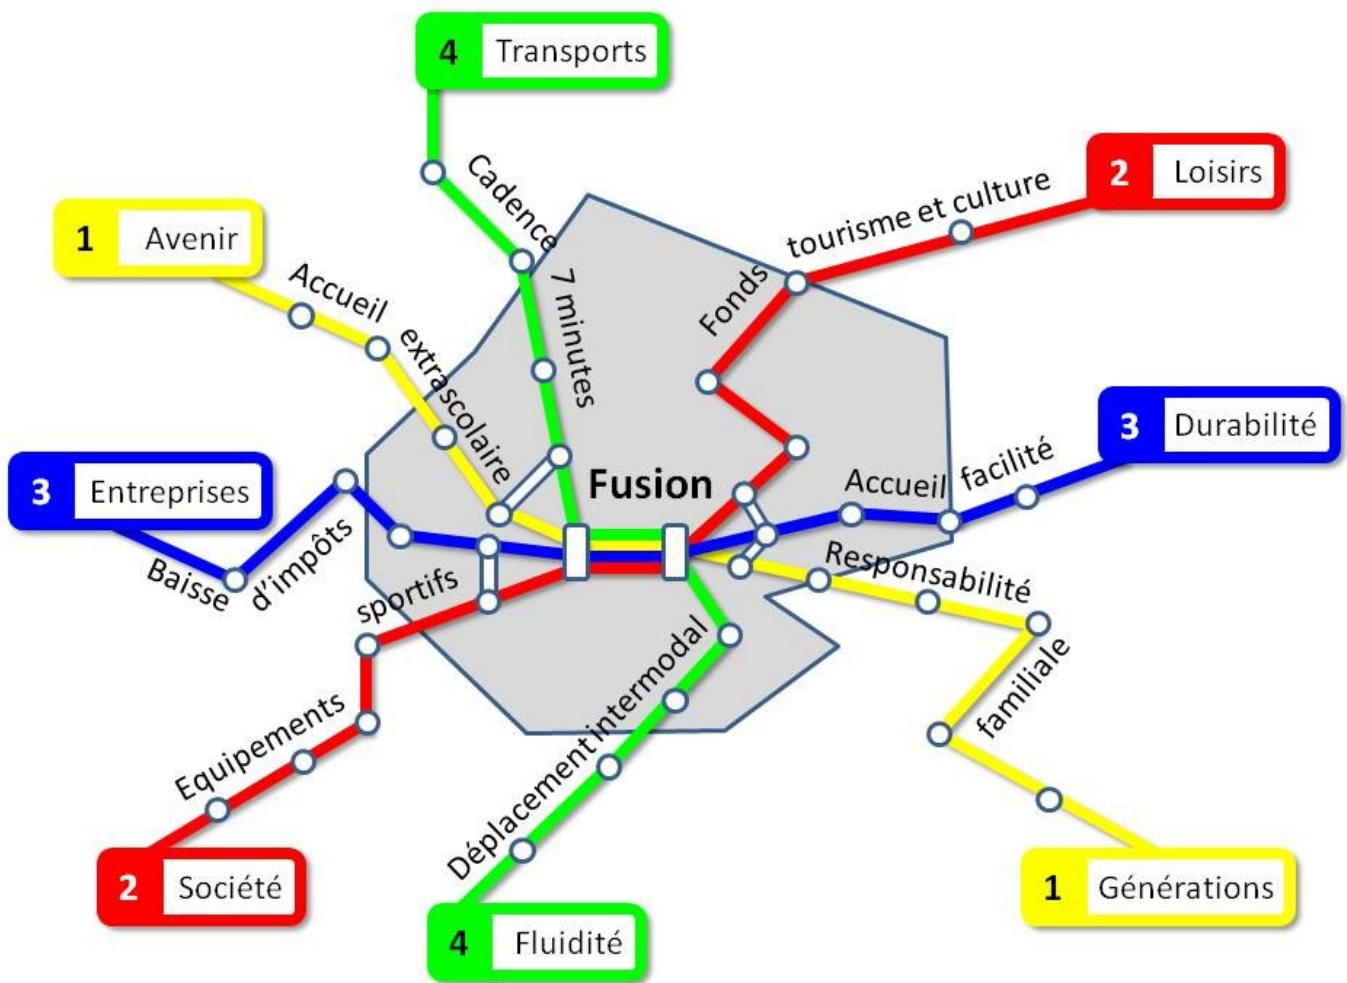 4 Transports
Cadence
7 minutes
2 Loisirs
Fonds
tourisme et culture
1 Avenir
Accueil
extrascolaire
3 Entreprises
Baisse
d'impôts
Fusion
3 Durabilité
Accueil
facilité
Responsabilité
familiale
sportifs
Equipements
Déplacement intermodal
2 Société
4 Fluidité
1 Générations